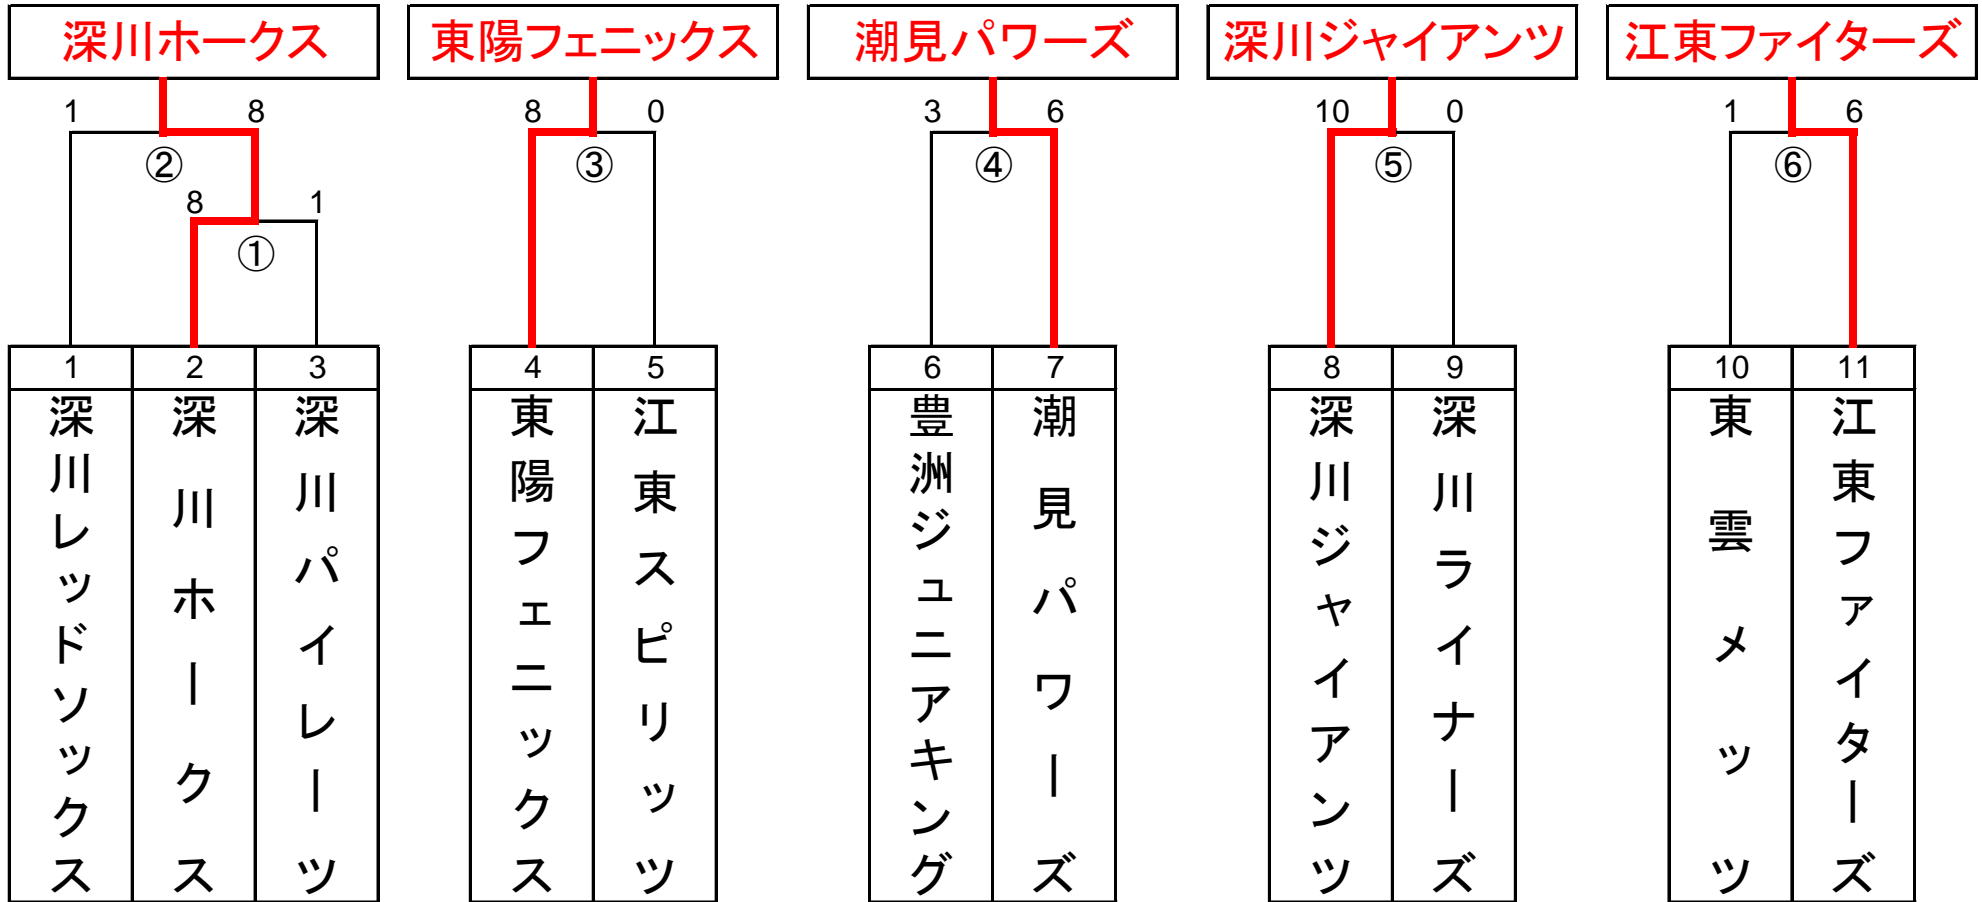 深川ホークス
東陽フェニックス
潮見パワーズ
深川ジャイアンツ
江東ファイターズ
1 8
8 0
3 6
10 0
1 6
②
③
④
⑤
⑥
8 1
①
1 2 3
4 5
6 7
8 9
10 11
深川レッドソックス
深川ホークス
深川パイレーツ
東陽フェニックス
江東スピリッツ
豊洲ジュニアキング
潮見パワーズ
深川ジャイアンツ
深川ライナーズ
東雲メッツ
江東ファイターズ